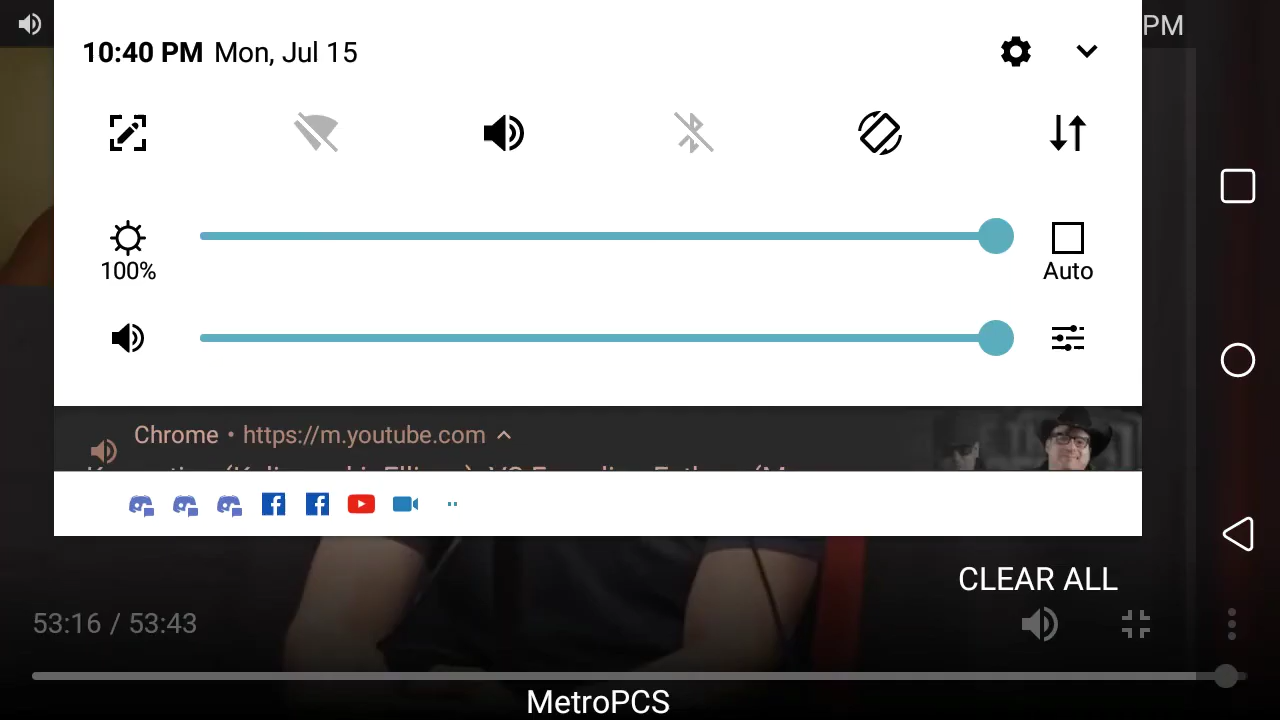 PM
10:40 PM Mon, Jul 15
100%
Auto
Chrome • https://m.youtube.com
CLEAR ALL
53:16 / 53:43
MetroPCS